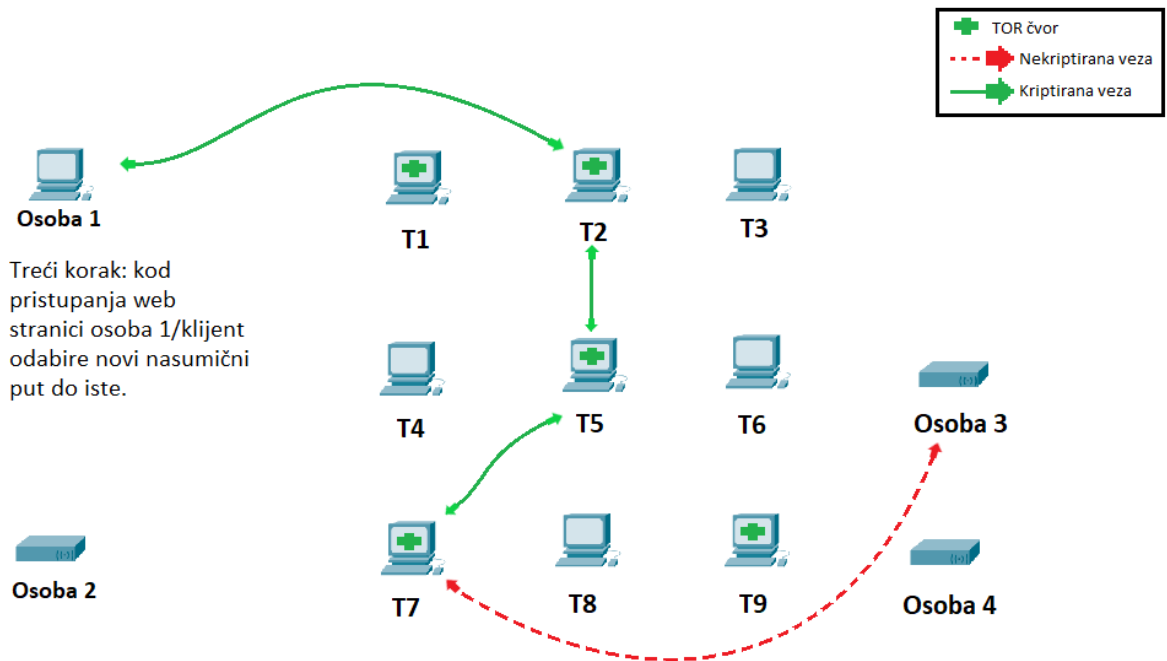 TOR čvor
Nekriptirana veza
Kriptirana veza
Osoba 1
T1
T2
T3
Treći korak: kod
pristupanja web
stranici osoba 1/klijent
odabire novi nasumični
put do iste.
T4
T5
T6
Osoba 3
Osoba 2
T7
T8
T9
Osoba 4